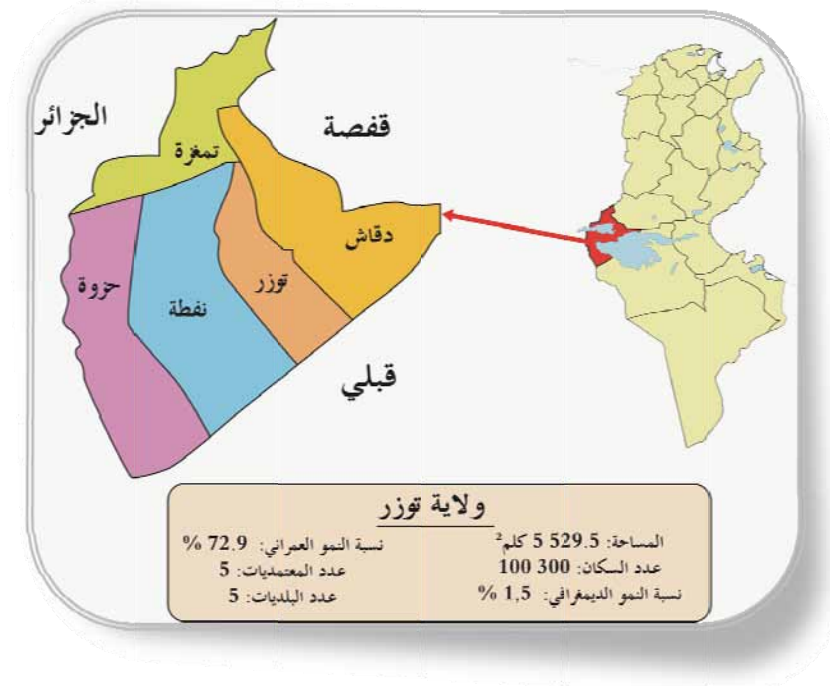 الجزائر
قفصة
تمغزة
دقاش
حزوة
توزر
نفطة
قبلي
ولاية توزر
المساحة: 529.5 5 كلم²
عدد السكان: 300 100
نسبة النمو الديمغرافي: 1,5 %
نسبة النمو العمراني: 72.9 %
عدد المعتمديات: 5
عدد البلديات: 5